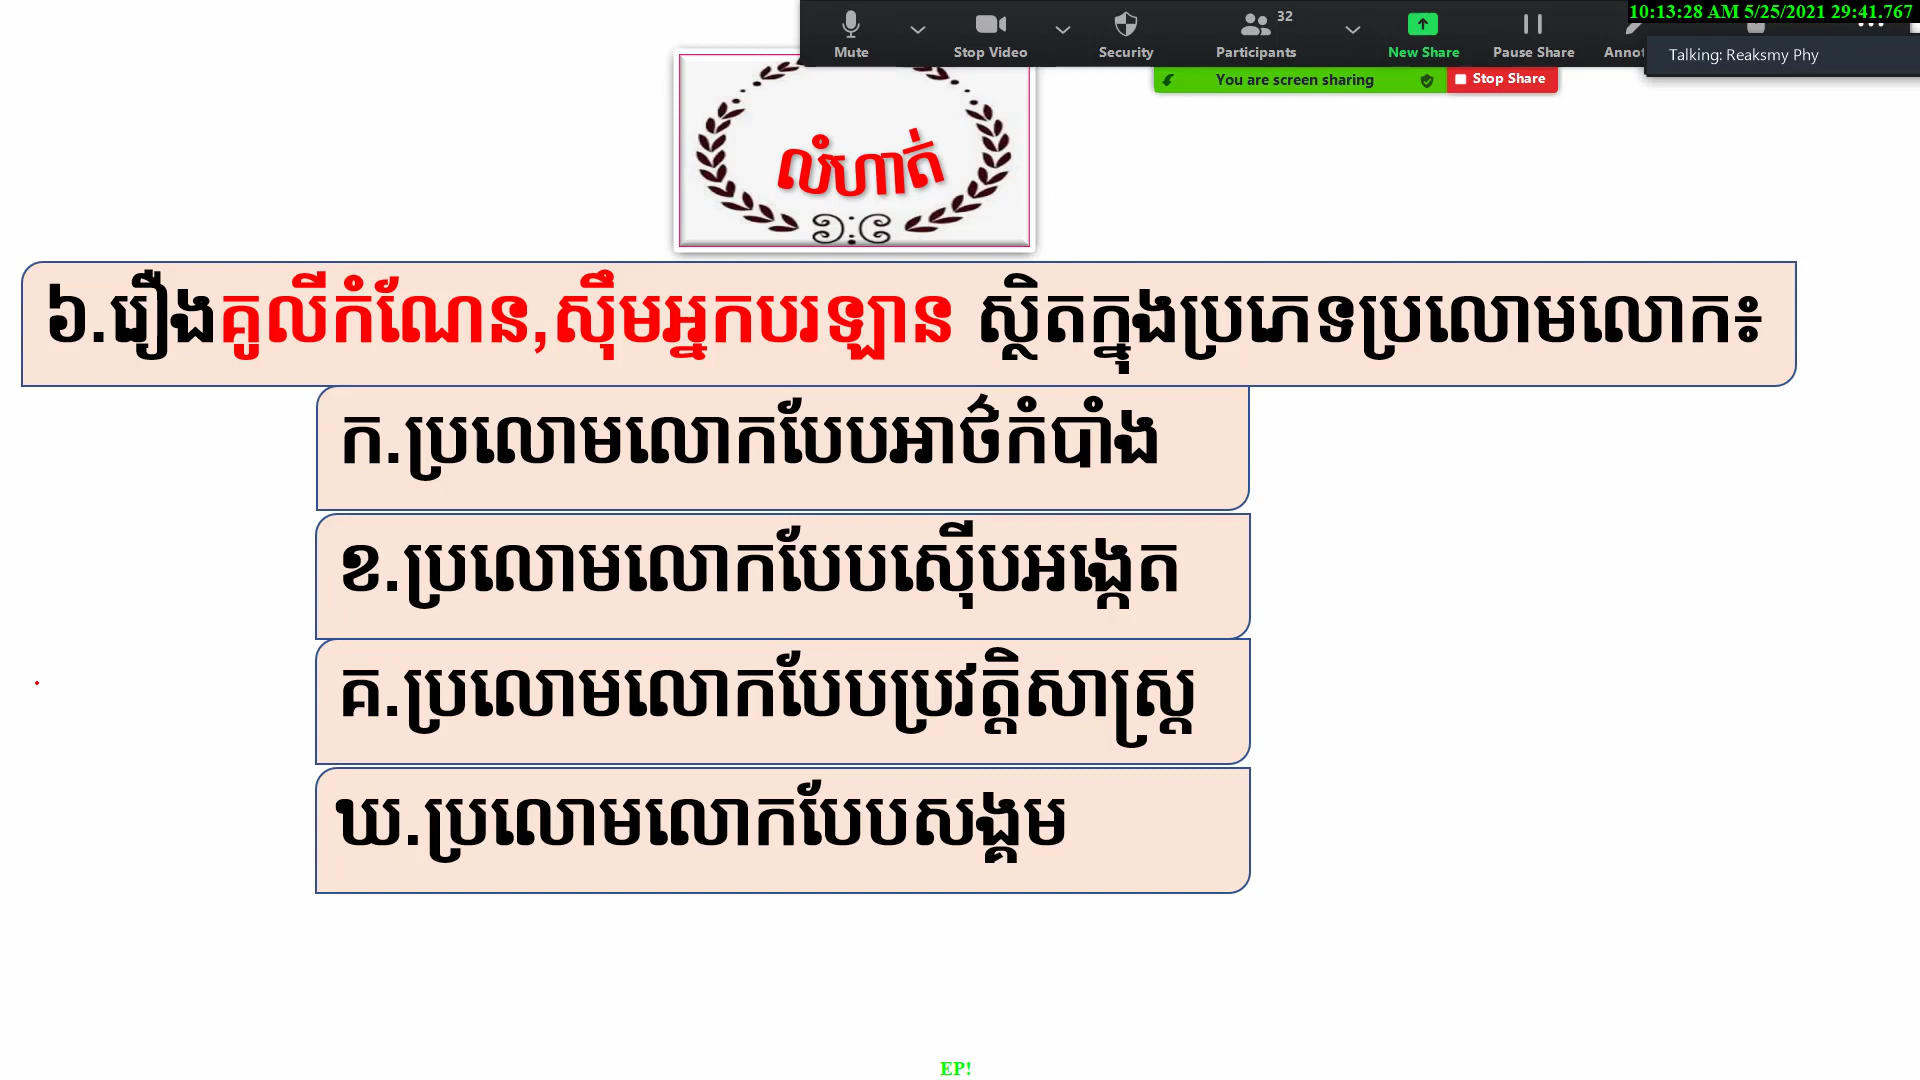 10:13:28 AM 5/25/2021 29:41.767
Mute
Stop Video
Security
Participants
32
New Share
Pause Share
Annot
Talking: Reaksmy Phy
You are screen sharing
Stop Share
លំហាត់
៦.រឿងគូលីកំណែន,ស៊ឹមអ្នកបរឡាន ស្ថិតក្នុងប្រភេទប្រលោមលោក៖
ក.ប្រលោមលោកបែបអាថ៌កំបាំង
ខ.ប្រលោមលោកបែបស៊ើបអង្កេត
គ.ប្រលោមលោកបែបប្រវត្តិសាស្ត្រ
ឃ.ប្រលោមលោកបែបសង្គម
EP!